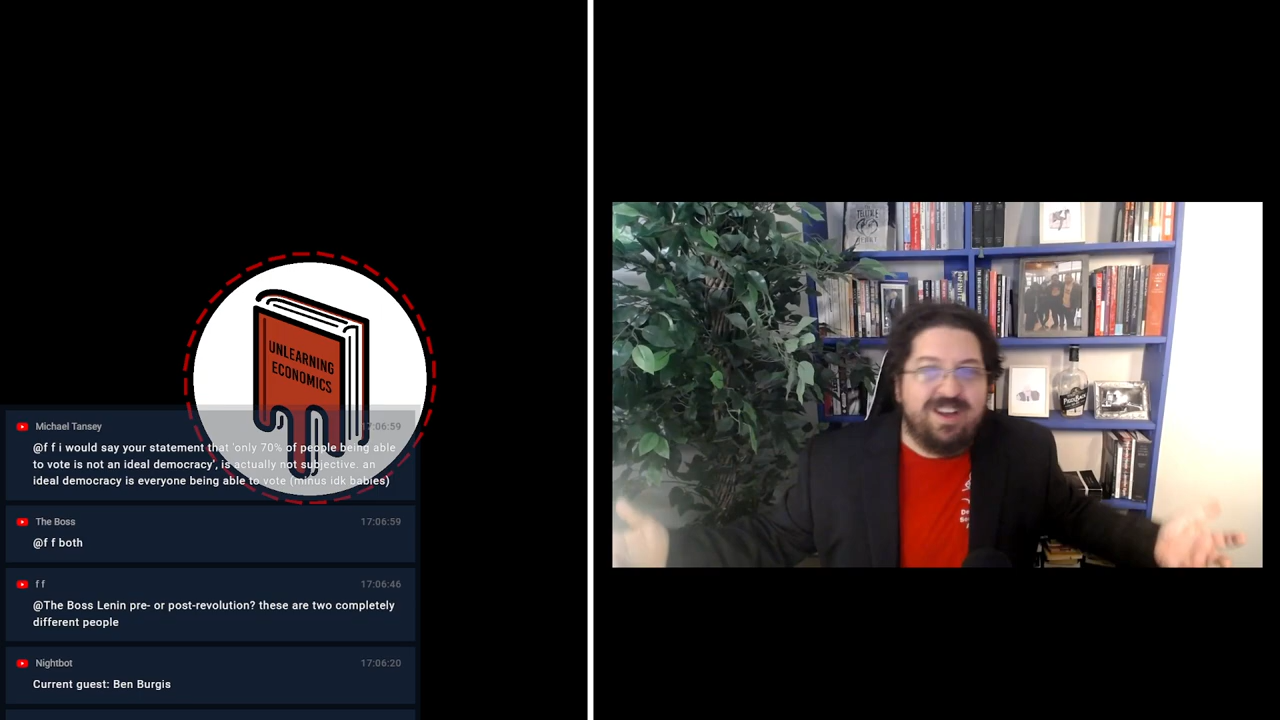 UNLEARNING
ECONOMICS
Michael Tansey
17:06:59
@f f i would say your statement that 'only 70% of people being able
to vote is not an ideal democracy', is actually not subjective. an
ideal democracy is everyone being able to vote (minus idk babies)
The Boss
17:06:59
@f f both
f f
17:06:46
@The Boss Lenin pre- or post-revolution? these are two completely
different people
Nightbot
17:06:20
Current guest: Ben Burgis